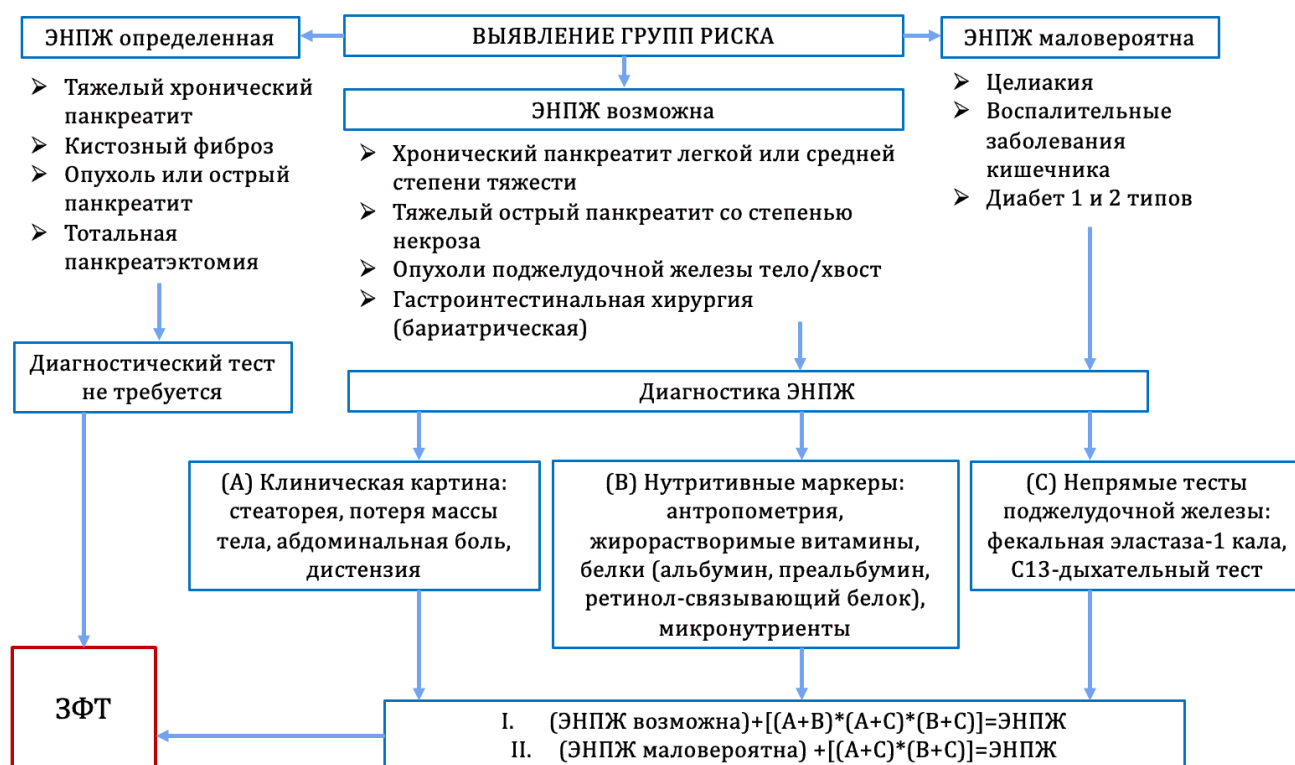 ВЫЯВЛЕНИЕ ГРУПП РИСКА
ЭНПЖ определенная
➢ Тяжелый хронический
панкреатит
➢ Кистозный фиброз
➢ Опухоль или острый
панкреатит
➢ Тотальная
панкреатэктомия
Диагностический тест
не требуется
ЭНПЖ возможна
➢ Хронический панкреатит легкой или средней
степени тяжести
➢ Тяжелый острый панкреатит со степенью
некроза
➢ Опухоли поджелудочной железы тело/хвост
➢ Гастроинтестинальная хирургия
(бариатрическая)
ЭНПЖ маловероятна
➢ Целиакия
➢ Воспалительные
заболевания
кишечника
➢ Диабет 1 и 2 типов
Диагностика ЭНПЖ
(А) Клиническая картина:
стеаторея, потеря массы
тела, абдоминальная боль,
дистензия
(В) Нутритивные маркеры:
антропометрия,
жирорастворимые витамины,
белки (альбумин, преальбумин,
ретинол-связывающий белок),
микронутриенты
(С) Непрямые тесты
поджелудочной железы:
фекальная эластаза-1 кала,
С13-дыхательный тест
ЗФТ
I. (ЭНПЖ возможна)+[(А+В)*(А+С)*(В+С)]=ЭНПЖ
II. (ЭНПЖ маловероятна) +[(А+С)*(В+С)]=ЭНПЖ